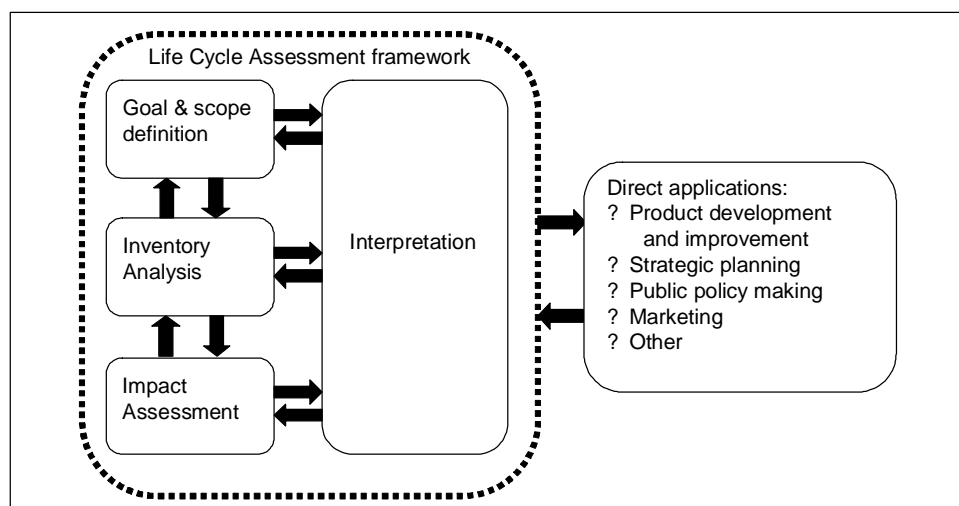 Life Cycle Assessment framework
Goal & scope
definition
Inventory
Analysis
Impact
Assessment
Interpretation
Direct applications:
? Product development
and improvement
? Strategic planning
? Public policy making
? Marketing
? Other